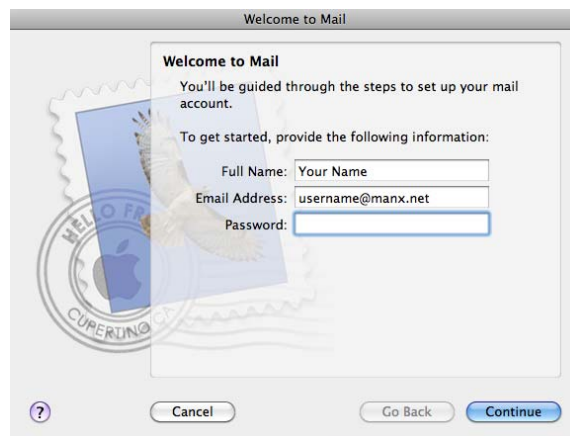 Welcome to Mail
Welcome to Mail
You'll be guided through the steps to set up your mail
account.
To get started, provide the following information:
Full Name: Your Name
Email Address: username@manx.net
Password:
HELLO FR
CUPERTINO CA
? Cancel Go Back Continue